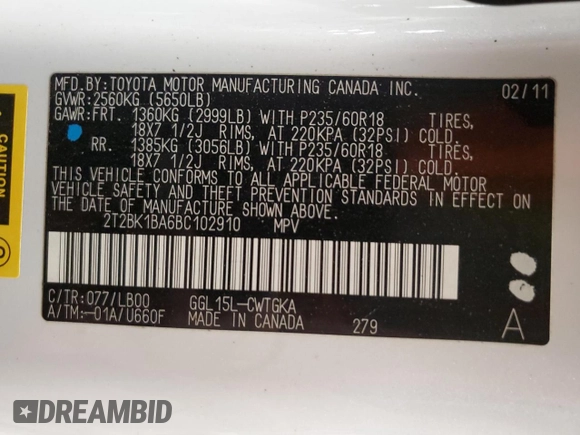 MFD.BY:TOYOTA MOTOR MANUFACTURING CANADA INC.
GVWR:2560KG (5650LB) 02/11
GAWR:FRT. 1360KG (2999LB) WITH P235/60R18 TIRES,
18X7 1/2J RIMS, AT 220KPA (32PSI) COLD.
RR. 1385KG (3056LB) WITH P235/60R18 TIRES,
18X7 1/2J RIMS, AT 220KPA (32PSI) COLD.
THIS VEHICLE CONFORMS TO ALL APPLICABLE FEDERAL MOTOR
VEHICLE SAFETY AND THEFT PREVENTION STANDARDS IN EFFECT ON
THE DATE OF MANUFACTURE SHOWN ABOVE.
2T2BK1BA6BC102910 MPV
C/TR:077/LB00 GGL15L-CWTGKA
A/TM:-01A/U660F MADE IN CANADA 279 A
CAUTION
DREAMBID